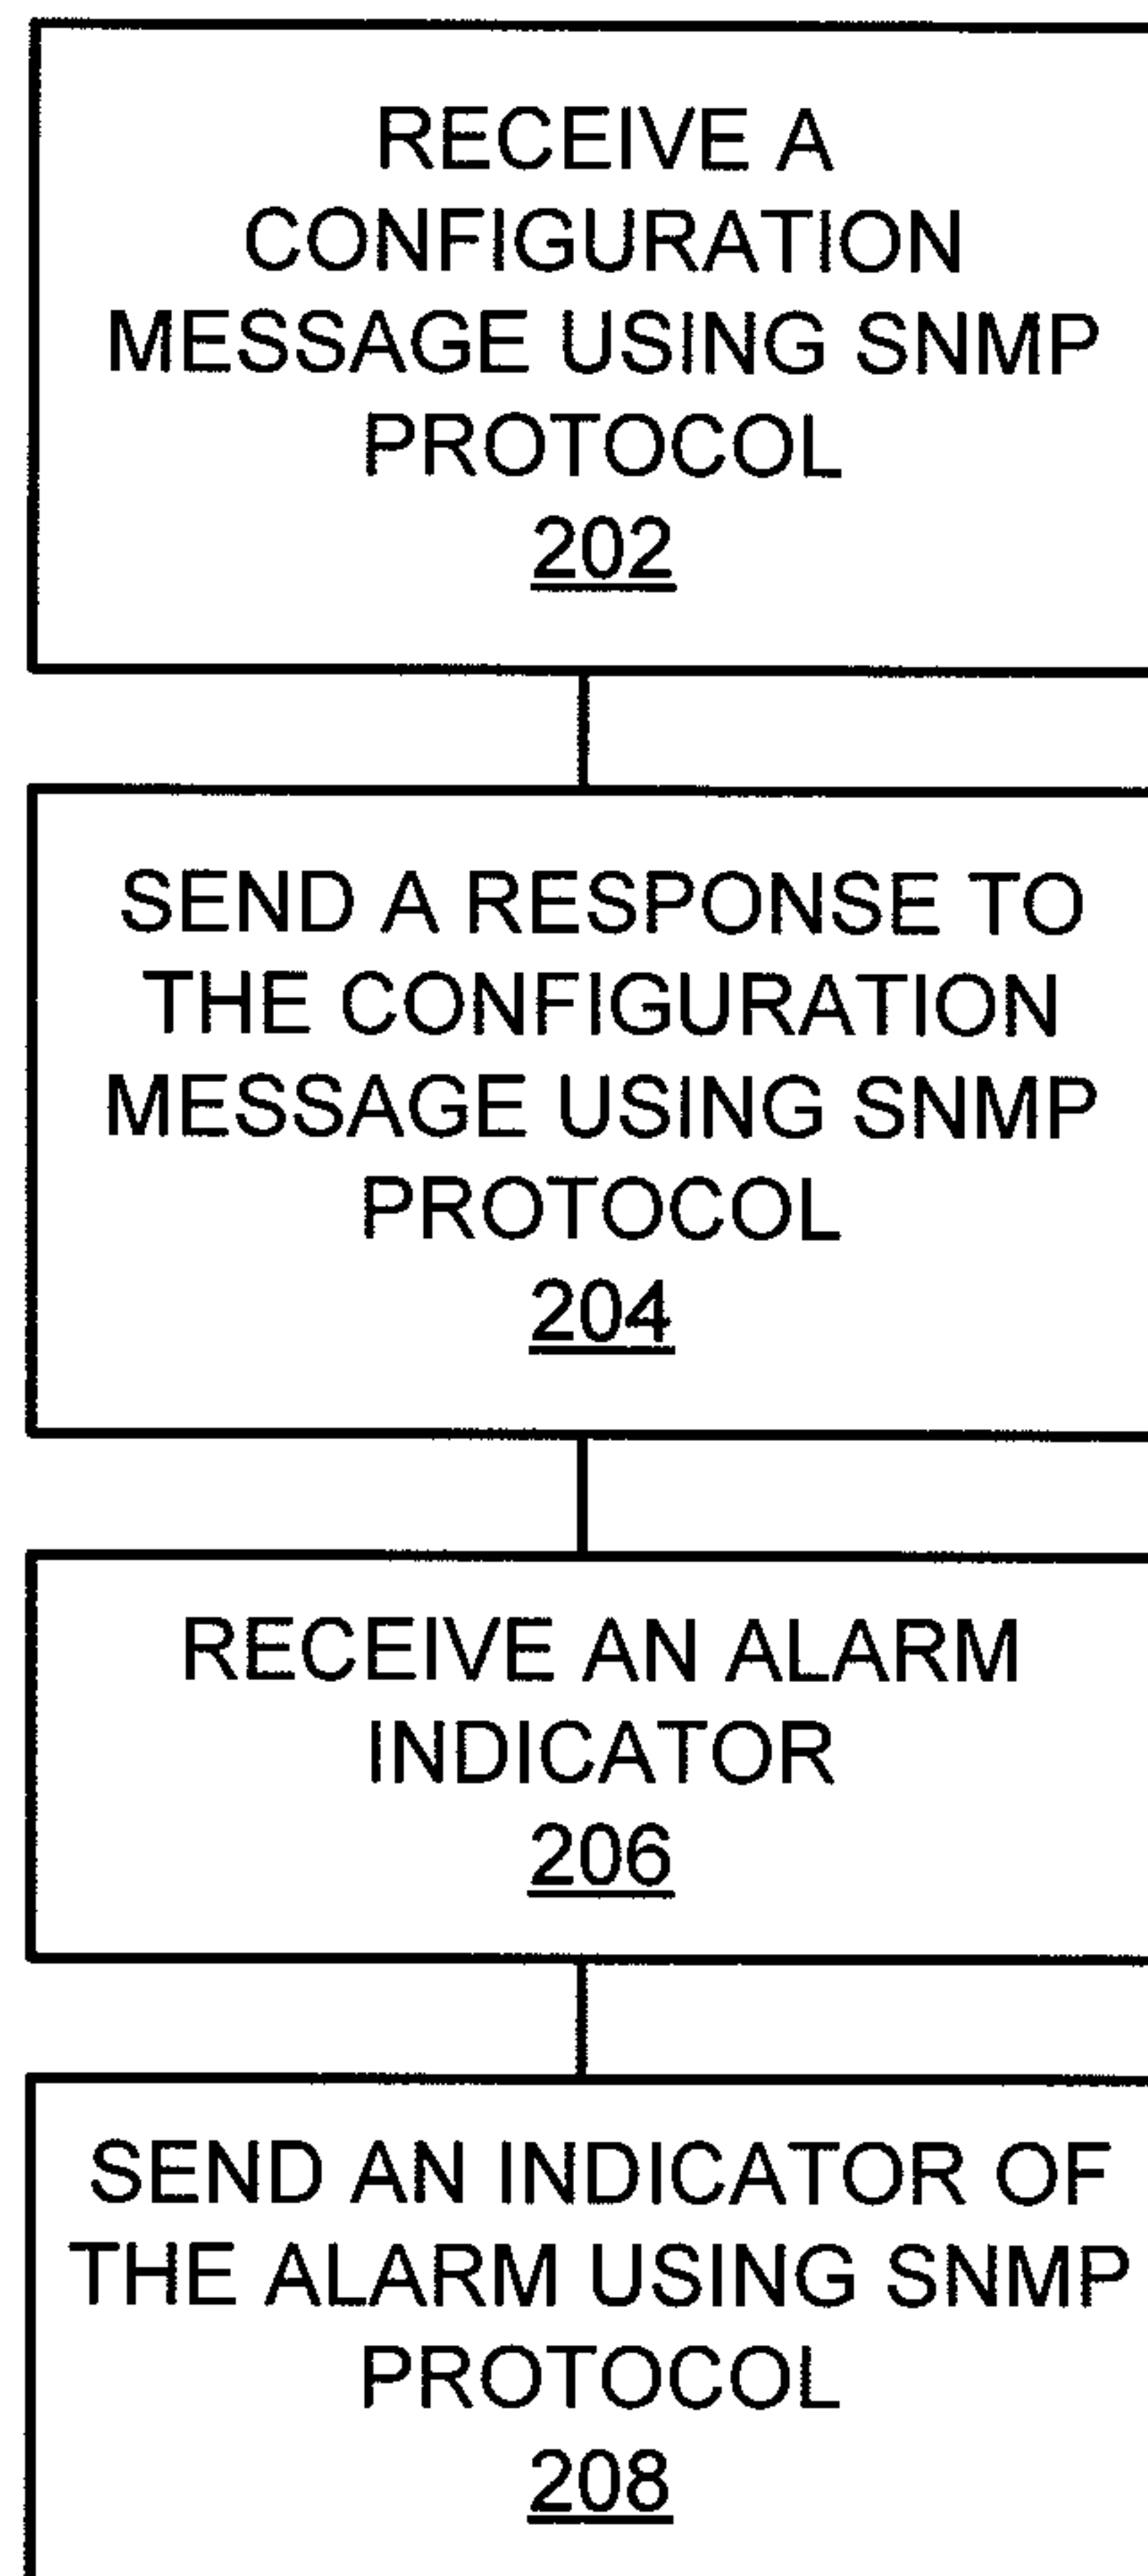 RECEIVE A
CONFIGURATION
MESSAGE USING SNMP
PROTOCOL
202
SEND A RESPONSE TO
THE CONFIGURATION
MESSAGE USING SNMP
PROTOCOL
204
RECEIVE AN ALARM
INDICATOR
206
SEND AN INDICATOR OF
THE ALARM USING SNMP
PROTOCOL
208